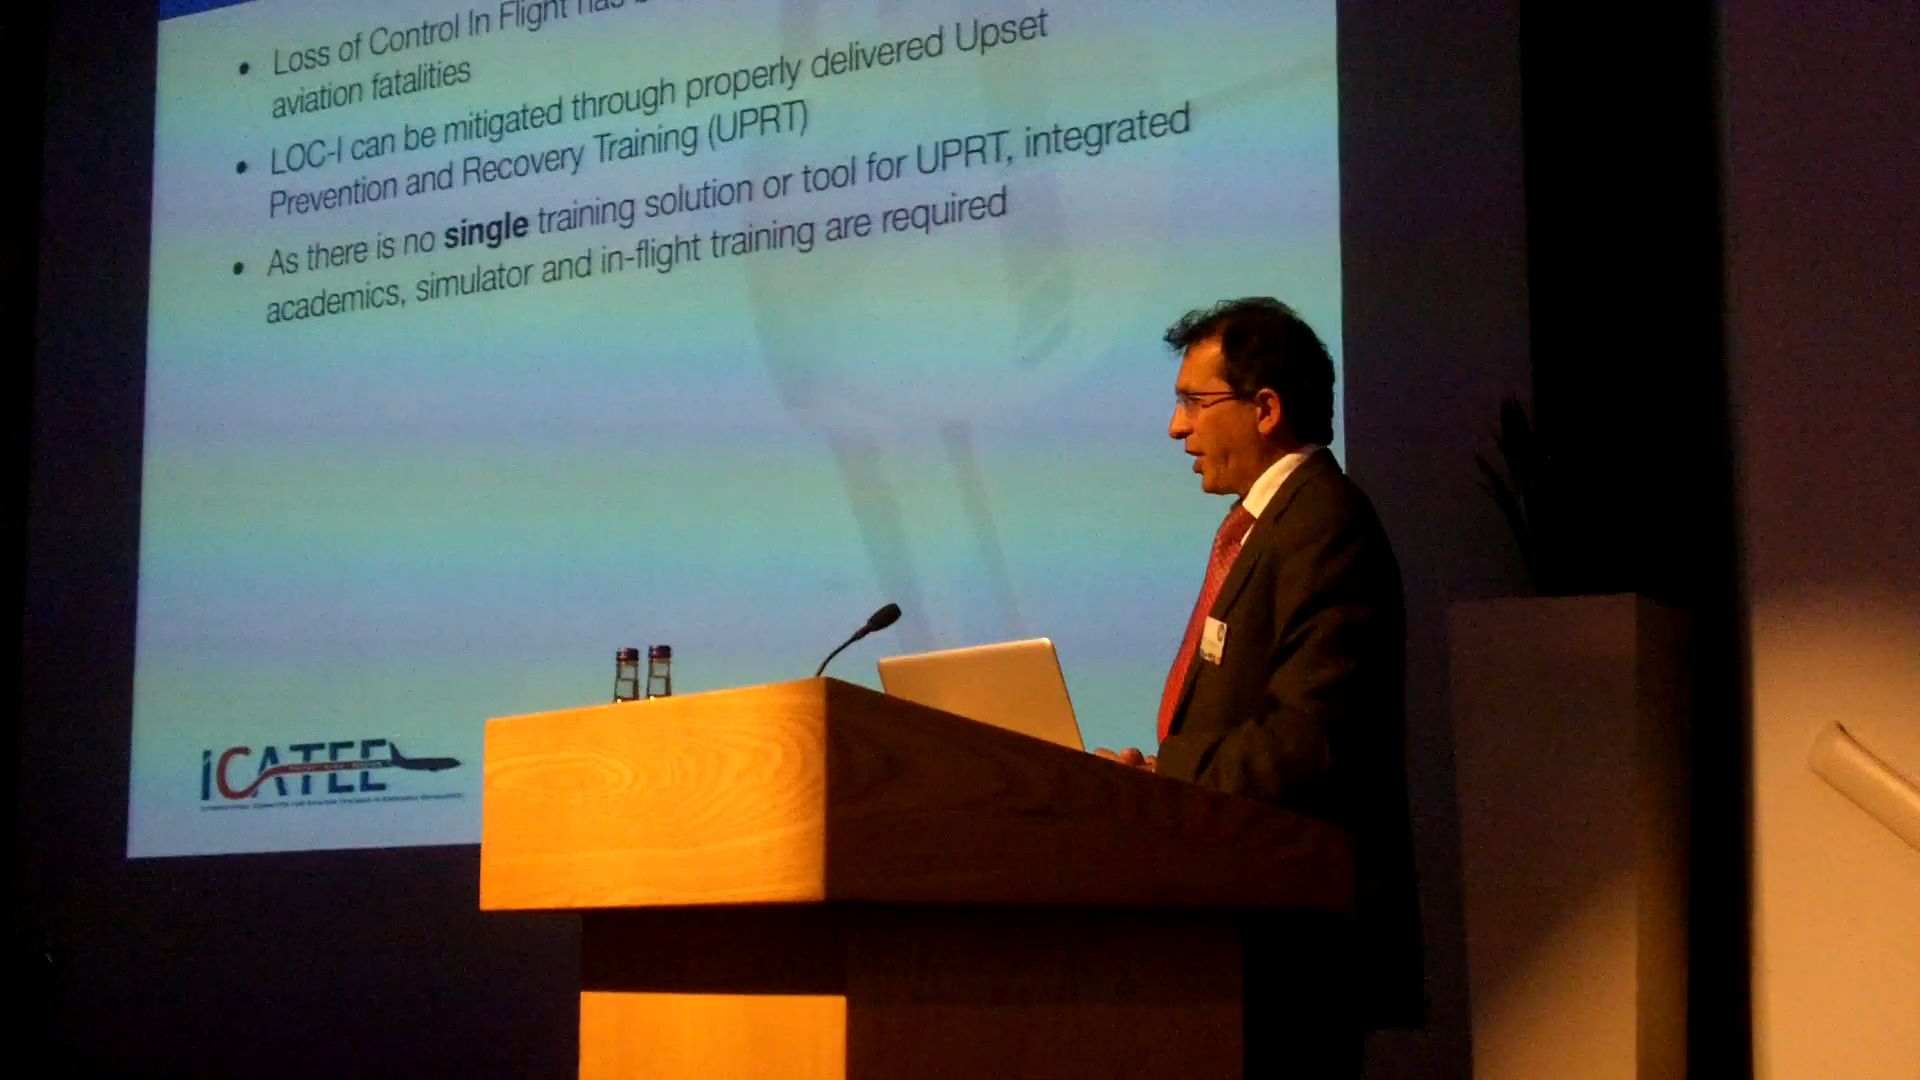 • Loss of Control In Flight has
aviation fatalities
• LOC-I can be mitigated through properly delivered Upset
Prevention and Recovery Training (UPRT)
• As there is no single training solution or tool for UPRT, integrated
academics, simulator and in-flight training are required
iCATEE